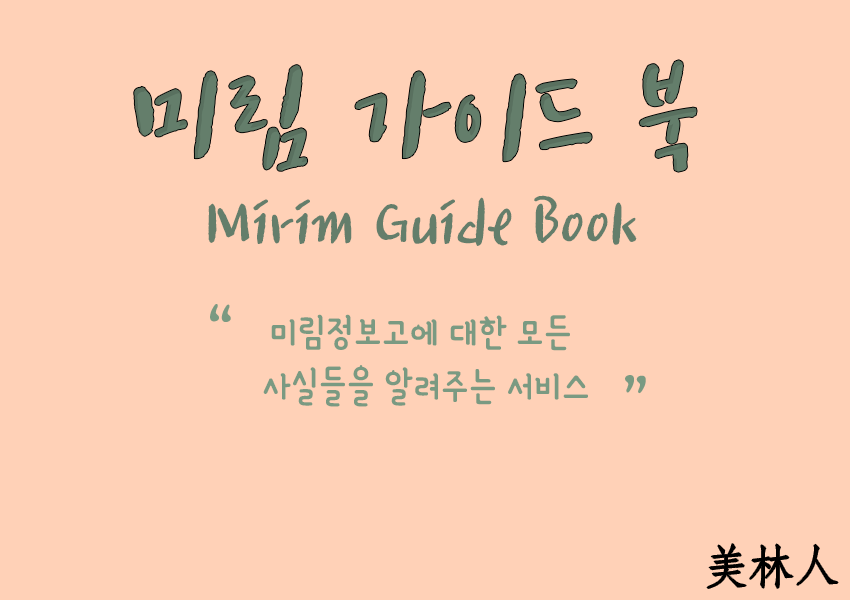 미림 가이드 북
Mirim Guide Book
“ 미림정보고에 대한 모든
사실들을 알려주는 서비스 ”
美林人